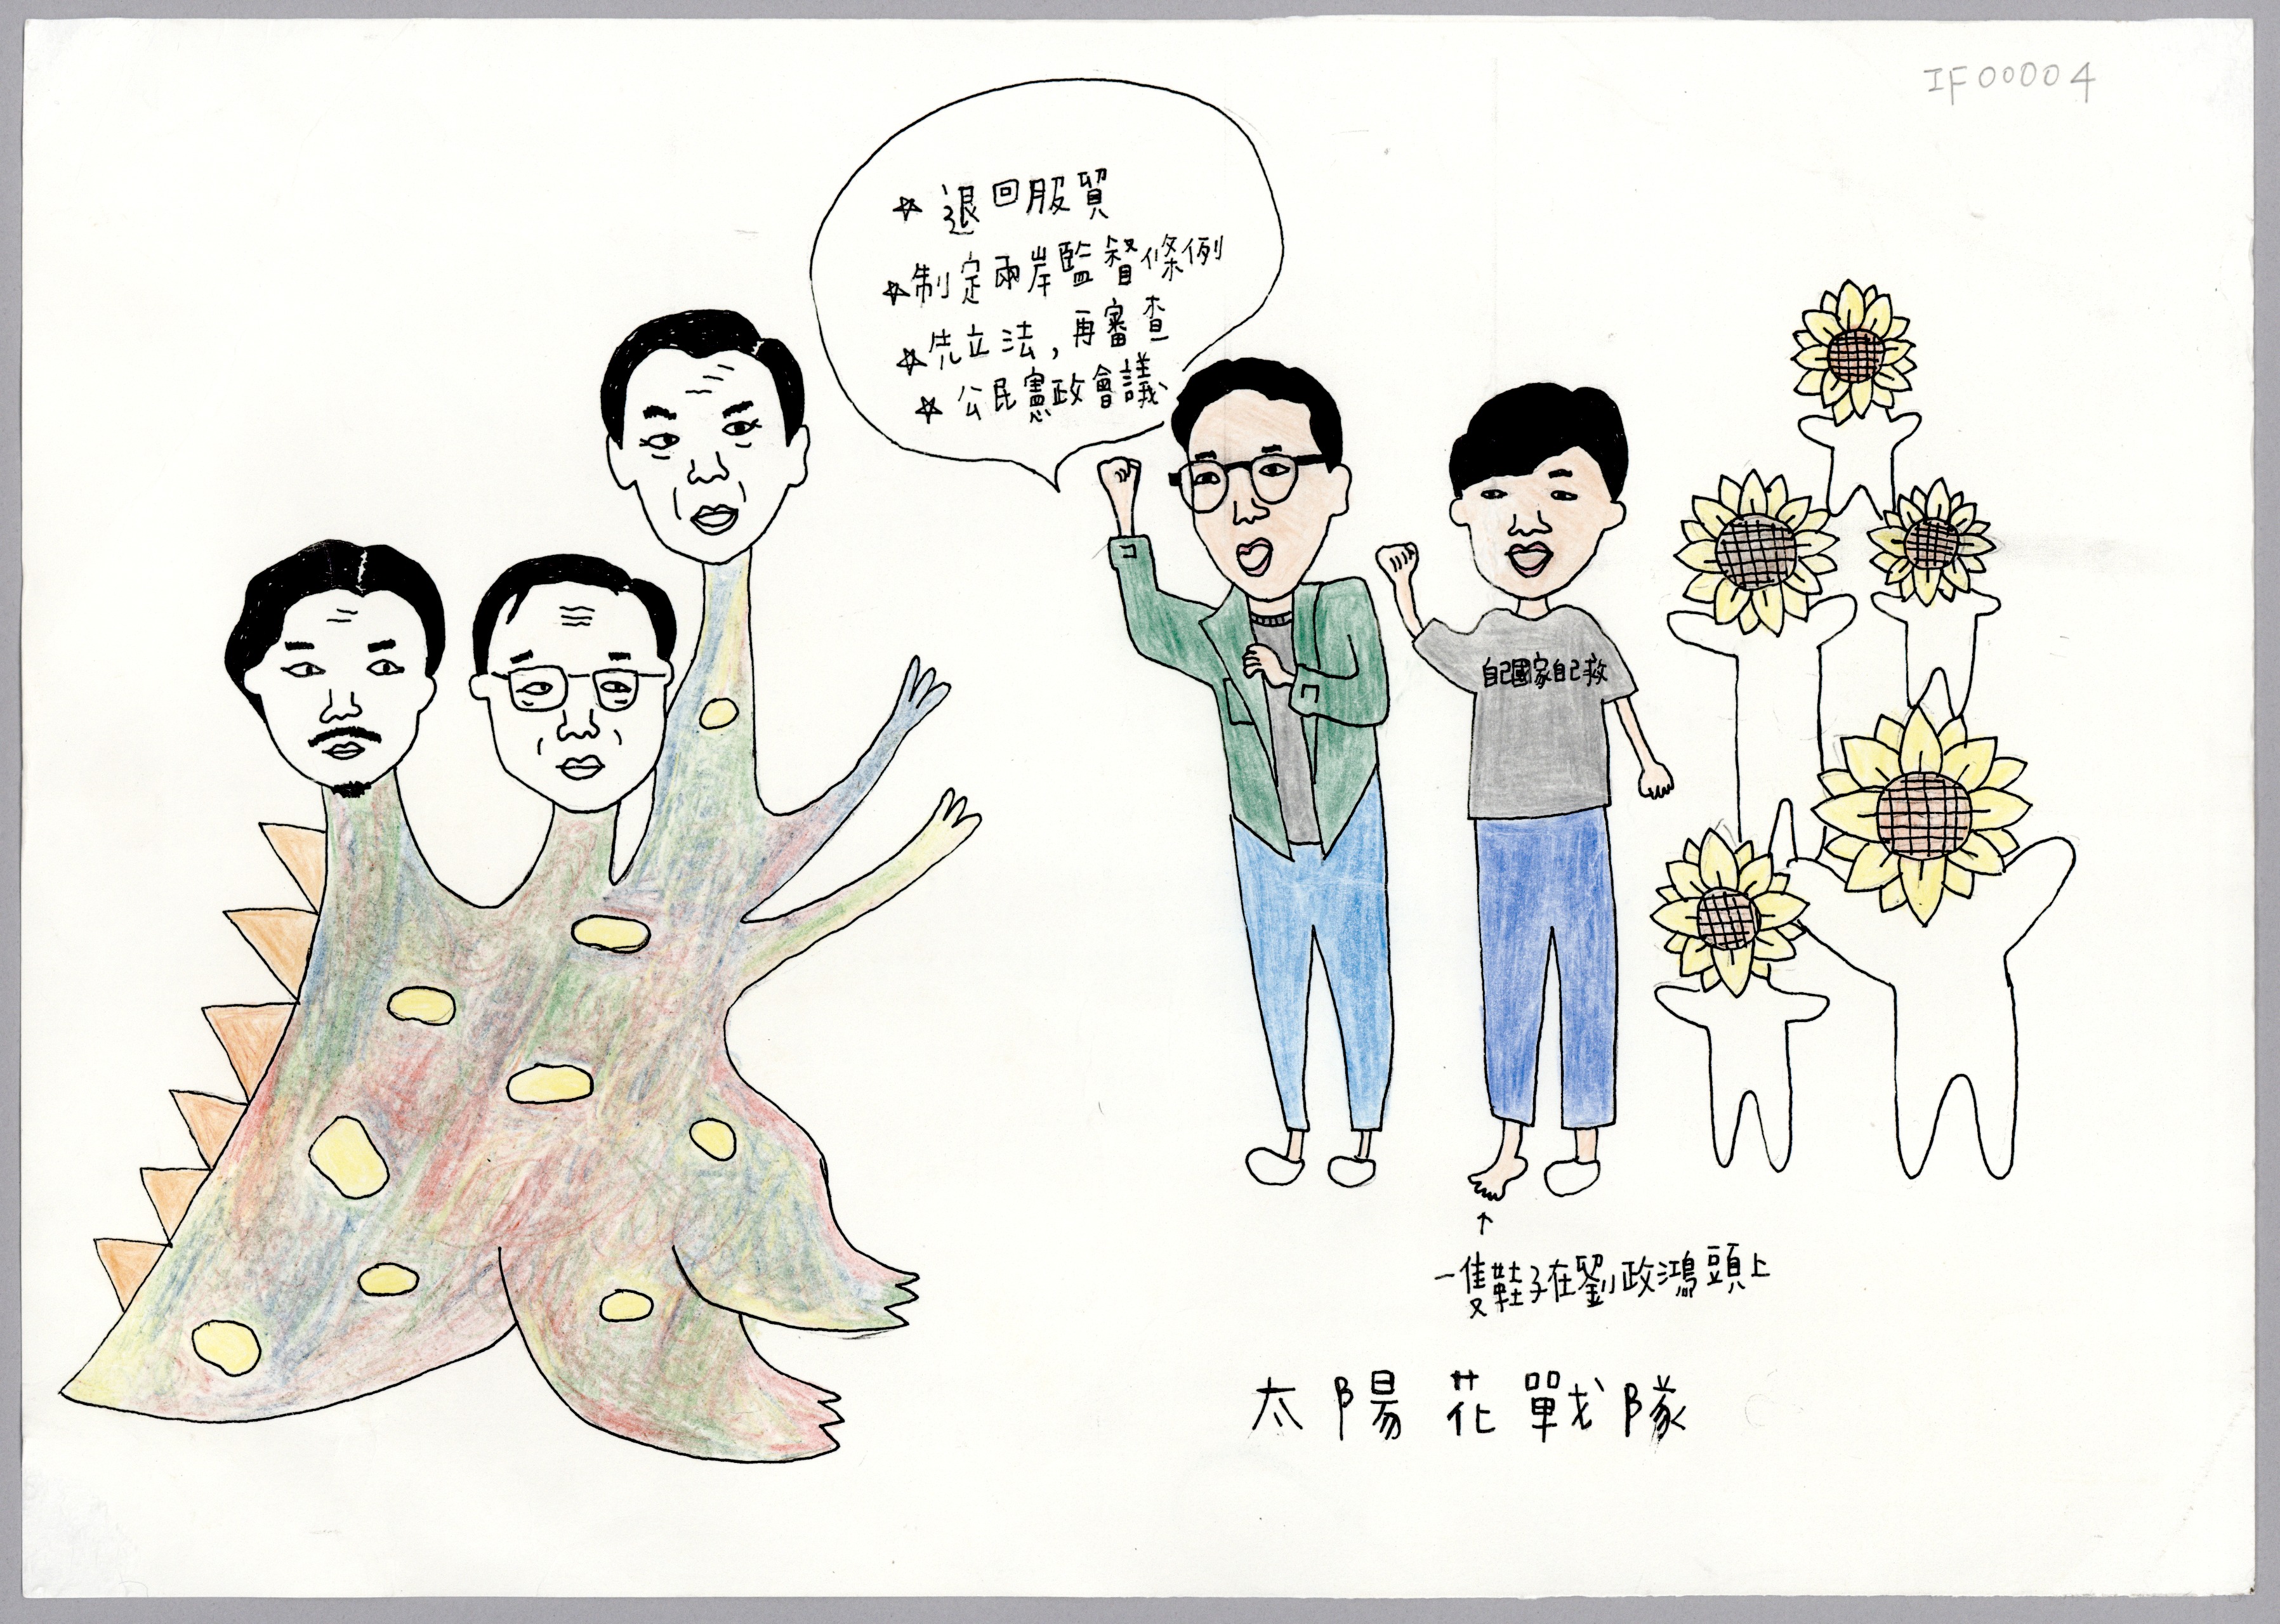 IF00004
☆ 退回服貿
☆制定兩岸監督條例
☆先立法,再審查
☆ 公民憲政會議
自己國家自己救
↑
一隻鞋子在劉政鴻頭上
太陽花戰隊